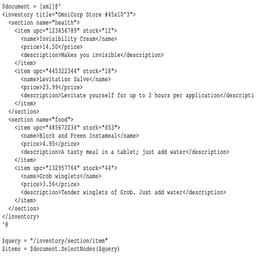 $document = [xml]@'
<inventory title="OmniCorp Store #45x10^3">
  <section name="health">
    <item upc="123456789" stock="12">
      <name>Invisibility Cream</name>
      <price>14.50</price>
      <description>Makes you invisible</description>
    </item>
    <item upc="445322344" stock="18">
      <name>Levitation Salve</name>
      <price>23.99</price>
      <description>Levitate yourself for up to 3 hours per application</descripti
    </item>
  </section>
  <section name="food">
    <item upc="485672034" stock="653">
      <name>Blork and Freen Instameal</name>
      <price>4.95</price>
      <description>A tasty meal in a tablet; just add water</description>
    </item>
    <item upc="132957764" stock="44">
      <name>Grob winglets</name>
      <price>3.56</price>
      <description>Tender winglets of Grob. Just add water</description>
    </item>
  </section>
</inventory>
'@
$query = "/inventory/section/item"
$items = $document.SelectNodes($query)